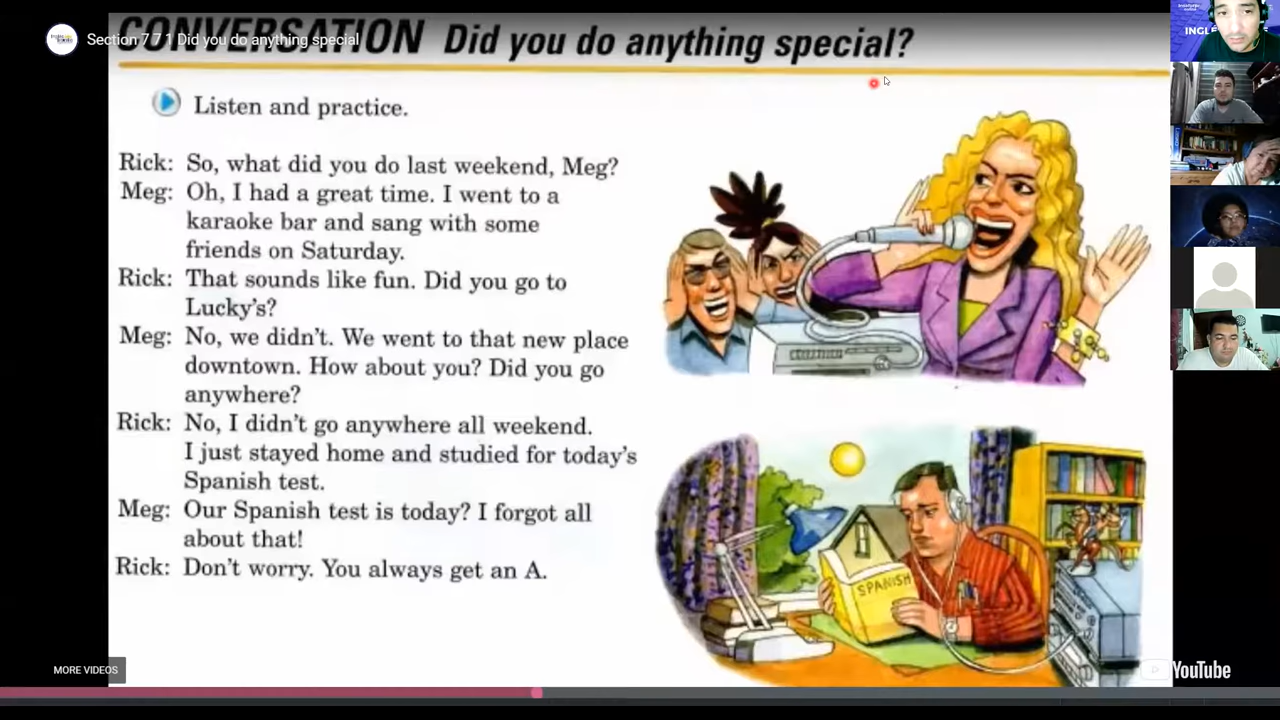 CONVERSATION Did you do anything special?
Section 7 7 1 Did you do anything special
Listen and practice.
Rick: So, what did you do last weekend, Meg?
Meg: Oh, I had a great time. I went to a
karaoke bar and sang with some
friends on Saturday.
Rick: That sounds like fun. Did you go to
Lucky's?
Meg: No, we didn't. We went to that new place
downtown. How about you? Did you go
anywhere?
Rick: No, I didn't go anywhere all weekend.
I just stayed home and studied for today's
Spanish test.
Meg: Our Spanish test is today? I forgot all
about that!
Rick: Don't worry. You always get an A.
SPANISH
MORE VIDEOS
YouTube